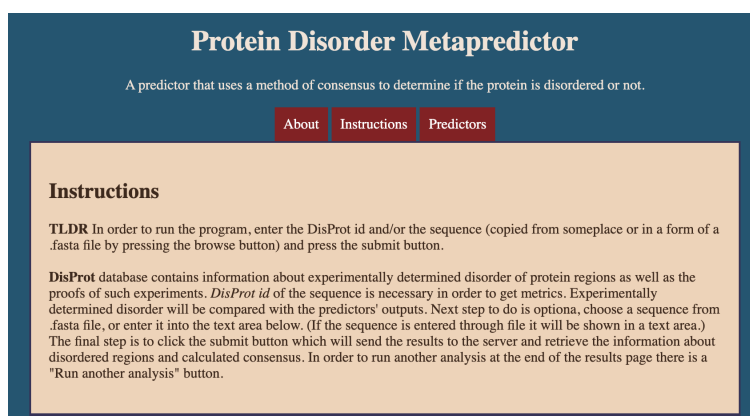 Protein Disorder Metapredictor
A predictor that uses a method of consensus to determine if the protein is disordered or not.
About Instructions Predictors
Instructions
TLDR In order to run the program, enter the DisProt id and/or the sequence (copied from someplace or in a form of a
.fasta file by pressing the browse button) and press the submit button.
DisProt database contains information about experimentally determined disorder of protein regions as well as the
proofs of such experiments. DisProt id of the sequence is necessary in order to get metrics. Experimentally
determined disorder will be compared with the predictors' outputs. Next step to do is optiona, choose a sequence from
.fasta file, or enter it into the text area below. (If the sequence is entered through file it will be shown in a text area.)
The final step is to click the submit button which will send the results to the server and retrieve the information about
disordered regions and calculated consensus. In order to run another analysis at the end of the results page there is a
"Run another analysis" button.